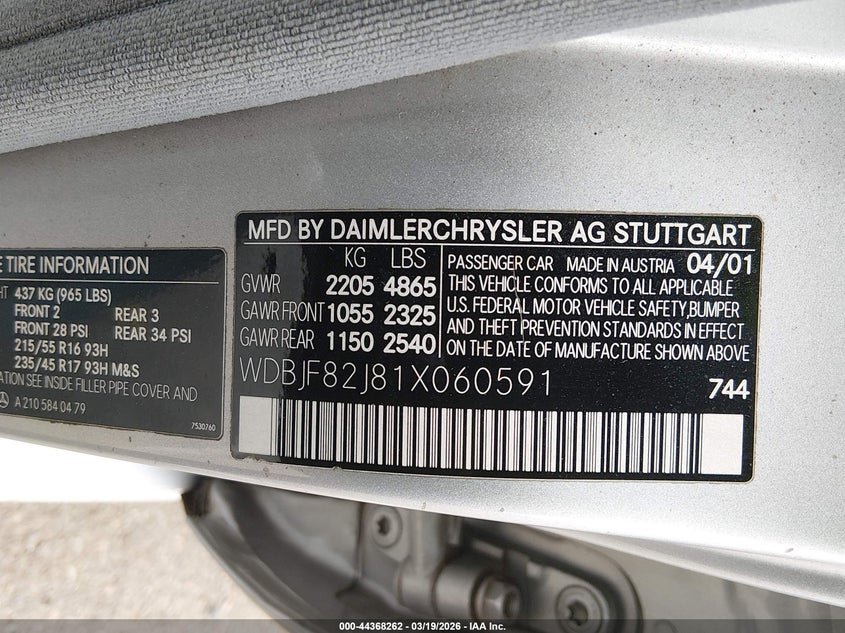 E TIRE INFORMATION
HT 437 KG (965 LBS)
FRONT 2 REAR 3
FRONT 28 PSI REAR 34 PSI
215/55 R16 93H
235/45 R17 93H M&S
ATION SEE INSIDE FILLER PIPE COVER AND
A 210 584 04 79
7530760
MFD BY DAIMLERCHRYSLER AG STUTTGART
KG LBS
GVWR 2205 4865
GAWR FRONT 1055 2325
GAWR REAR 1150 2540
PASSENGER CAR MADE IN AUSTRIA 04/01
THIS VEHICLE CONFORMS TO ALL APPLICABLE
U.S. FEDERAL MOTOR VEHICLE SAFETY,BUMPER
AND THEFT PREVENTION STANDARDS IN EFFECT
ON THE DATE OF MANUFACTURE SHOWN ABOVE
WDBJF82J81X060591 744
000-44368262 - 03/19/2026 - IAA Inc.